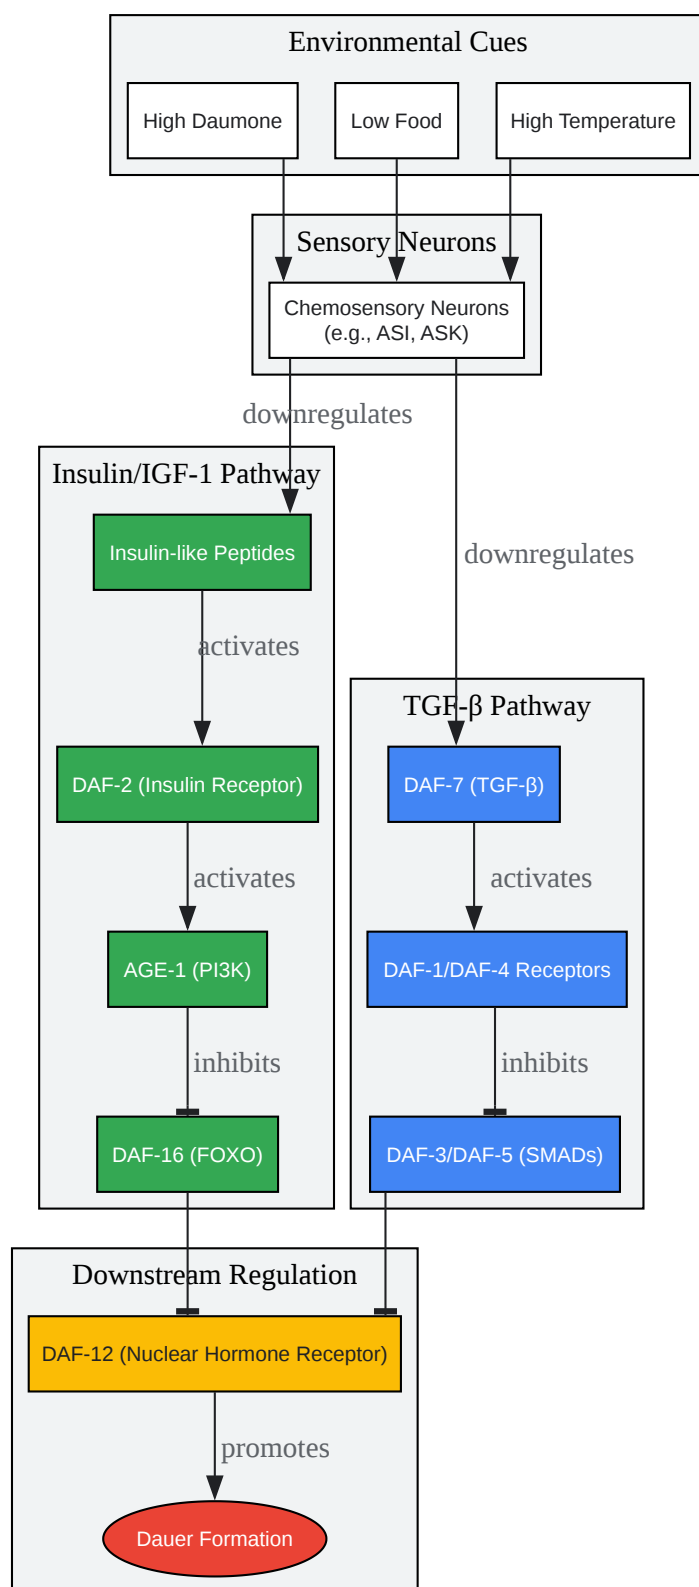 Environmental Cues
High Daumone
Low Food
High Temperature
Sensory Neurons
Chemosensory Neurons
(e.g., ASI, ASK)
downregulates
Insulin/IGF-1 Pathway
Insulin-like Peptides
downregulates
activates
TGF-β Pathway
DAF-2 (Insulin Receptor)
DAF-7 (TGF-β)
activates
activates
AGE-1 (PI3K)
DAF-1/DAF-4 Receptors
inhibits
inhibits
DAF-16 (FOXO)
DAF-3/DAF-5 (SMADs)
Downstream Regulation
DAF-12 (Nuclear Hormone Receptor)
promotes
Dauer Formation